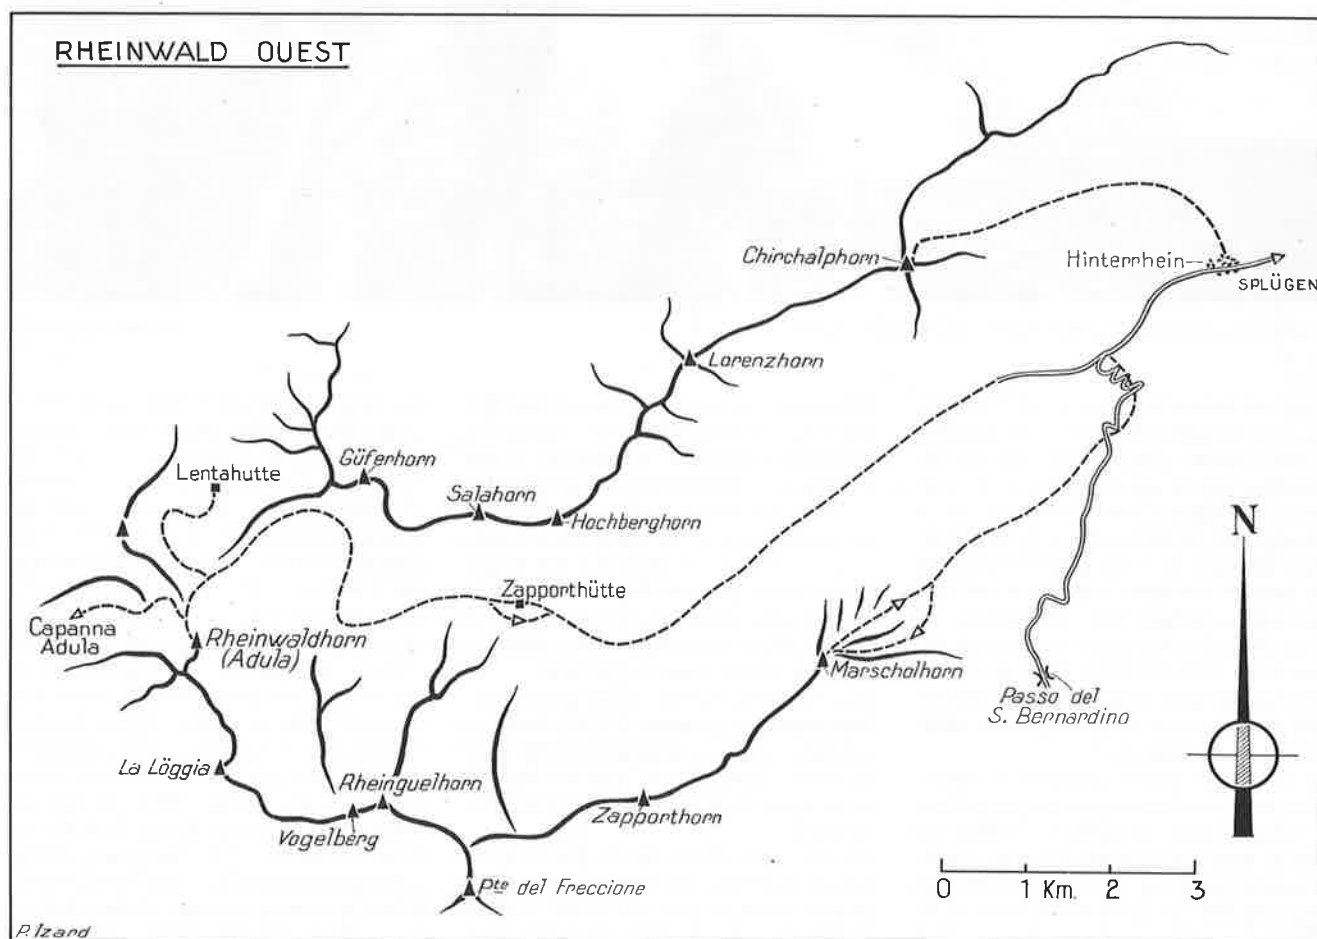 RHEINWALD OUEST
Chirchalphorn
Hinterrhein
SPLÜGEN
Lorenzhorn
Güferhorn
Lentahutte
Salahorn
Hochberghorn
Zapporthütte
Capanna
Adula
Rheinwaldhorn
(Adula)
Marscholhorn
Passo del
S. Bernardino
N
La Löggia
Rheinguelhorn
Vogelberg
Zapporthorn
Pte del Freccione
0 1 Km. 2 3
P. Izard